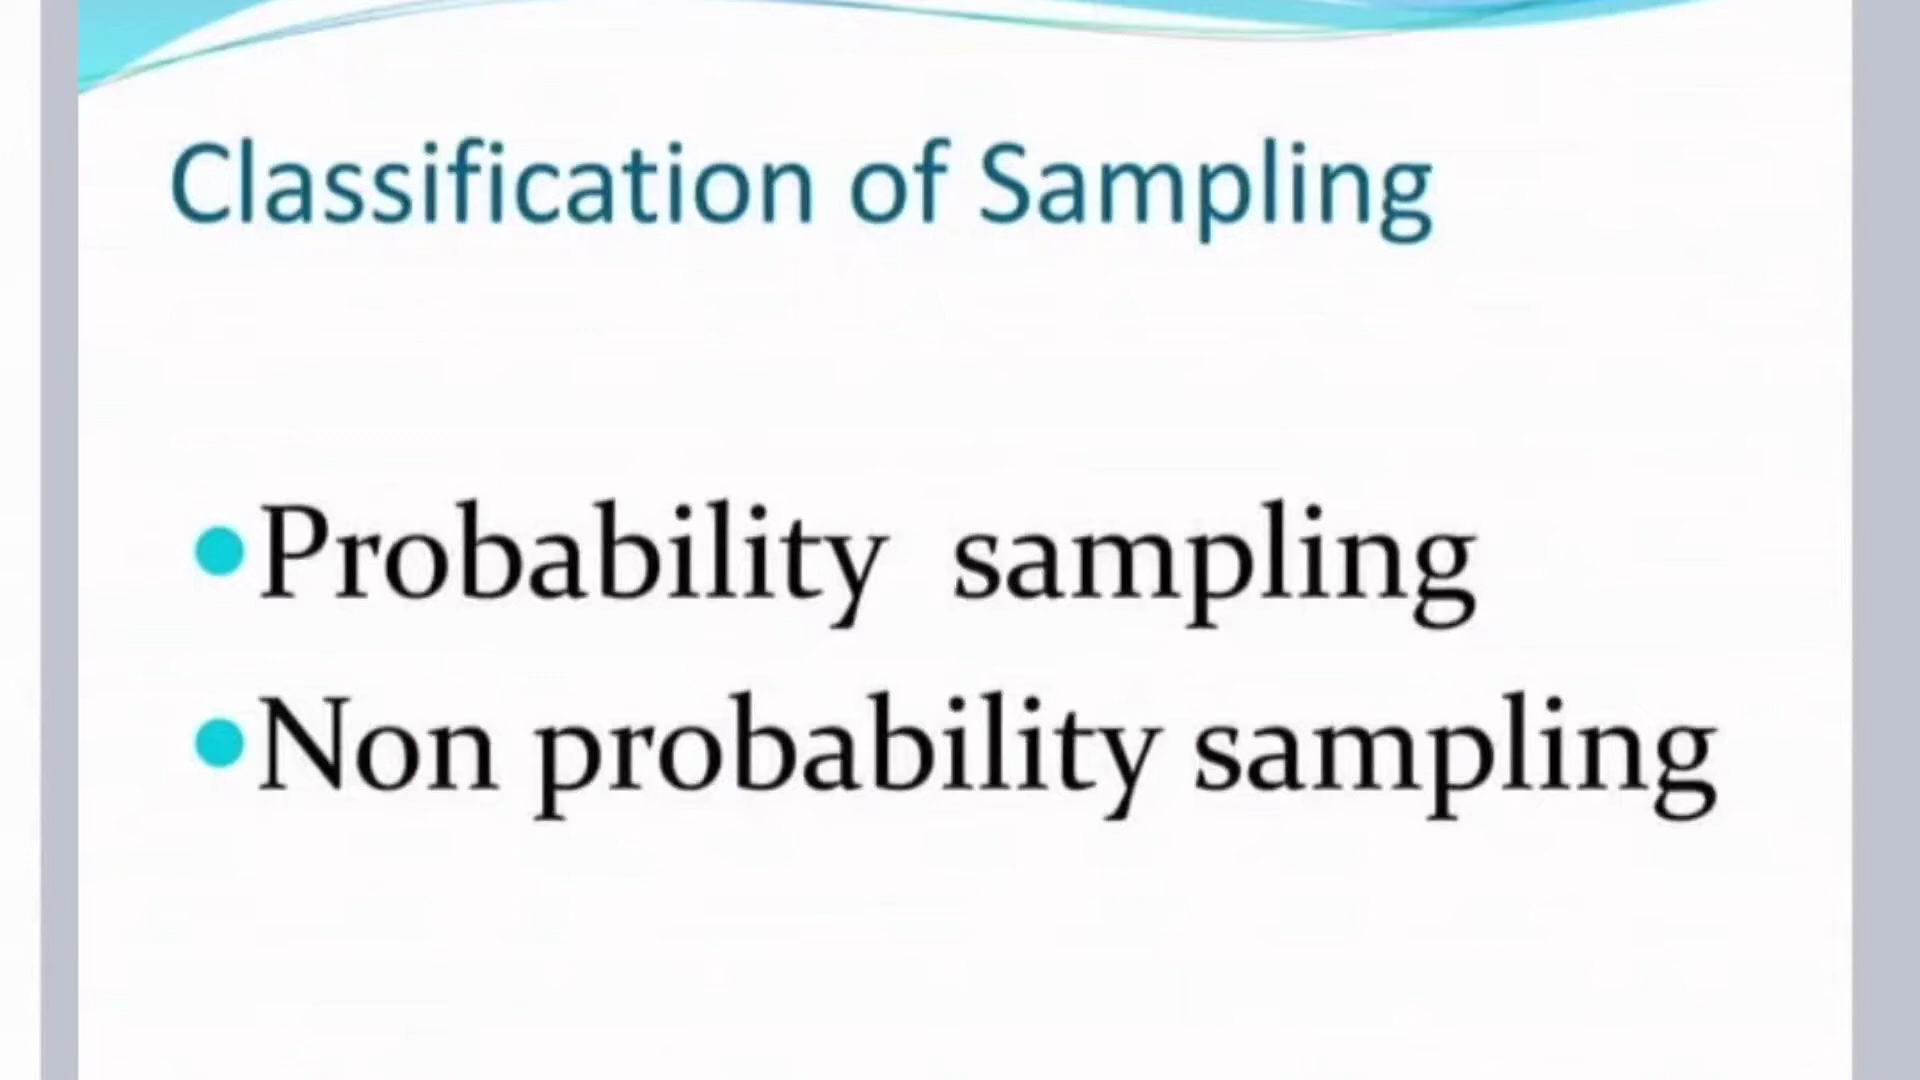 Classification of Sampling
•Probability  sampling
•Non probability sampling